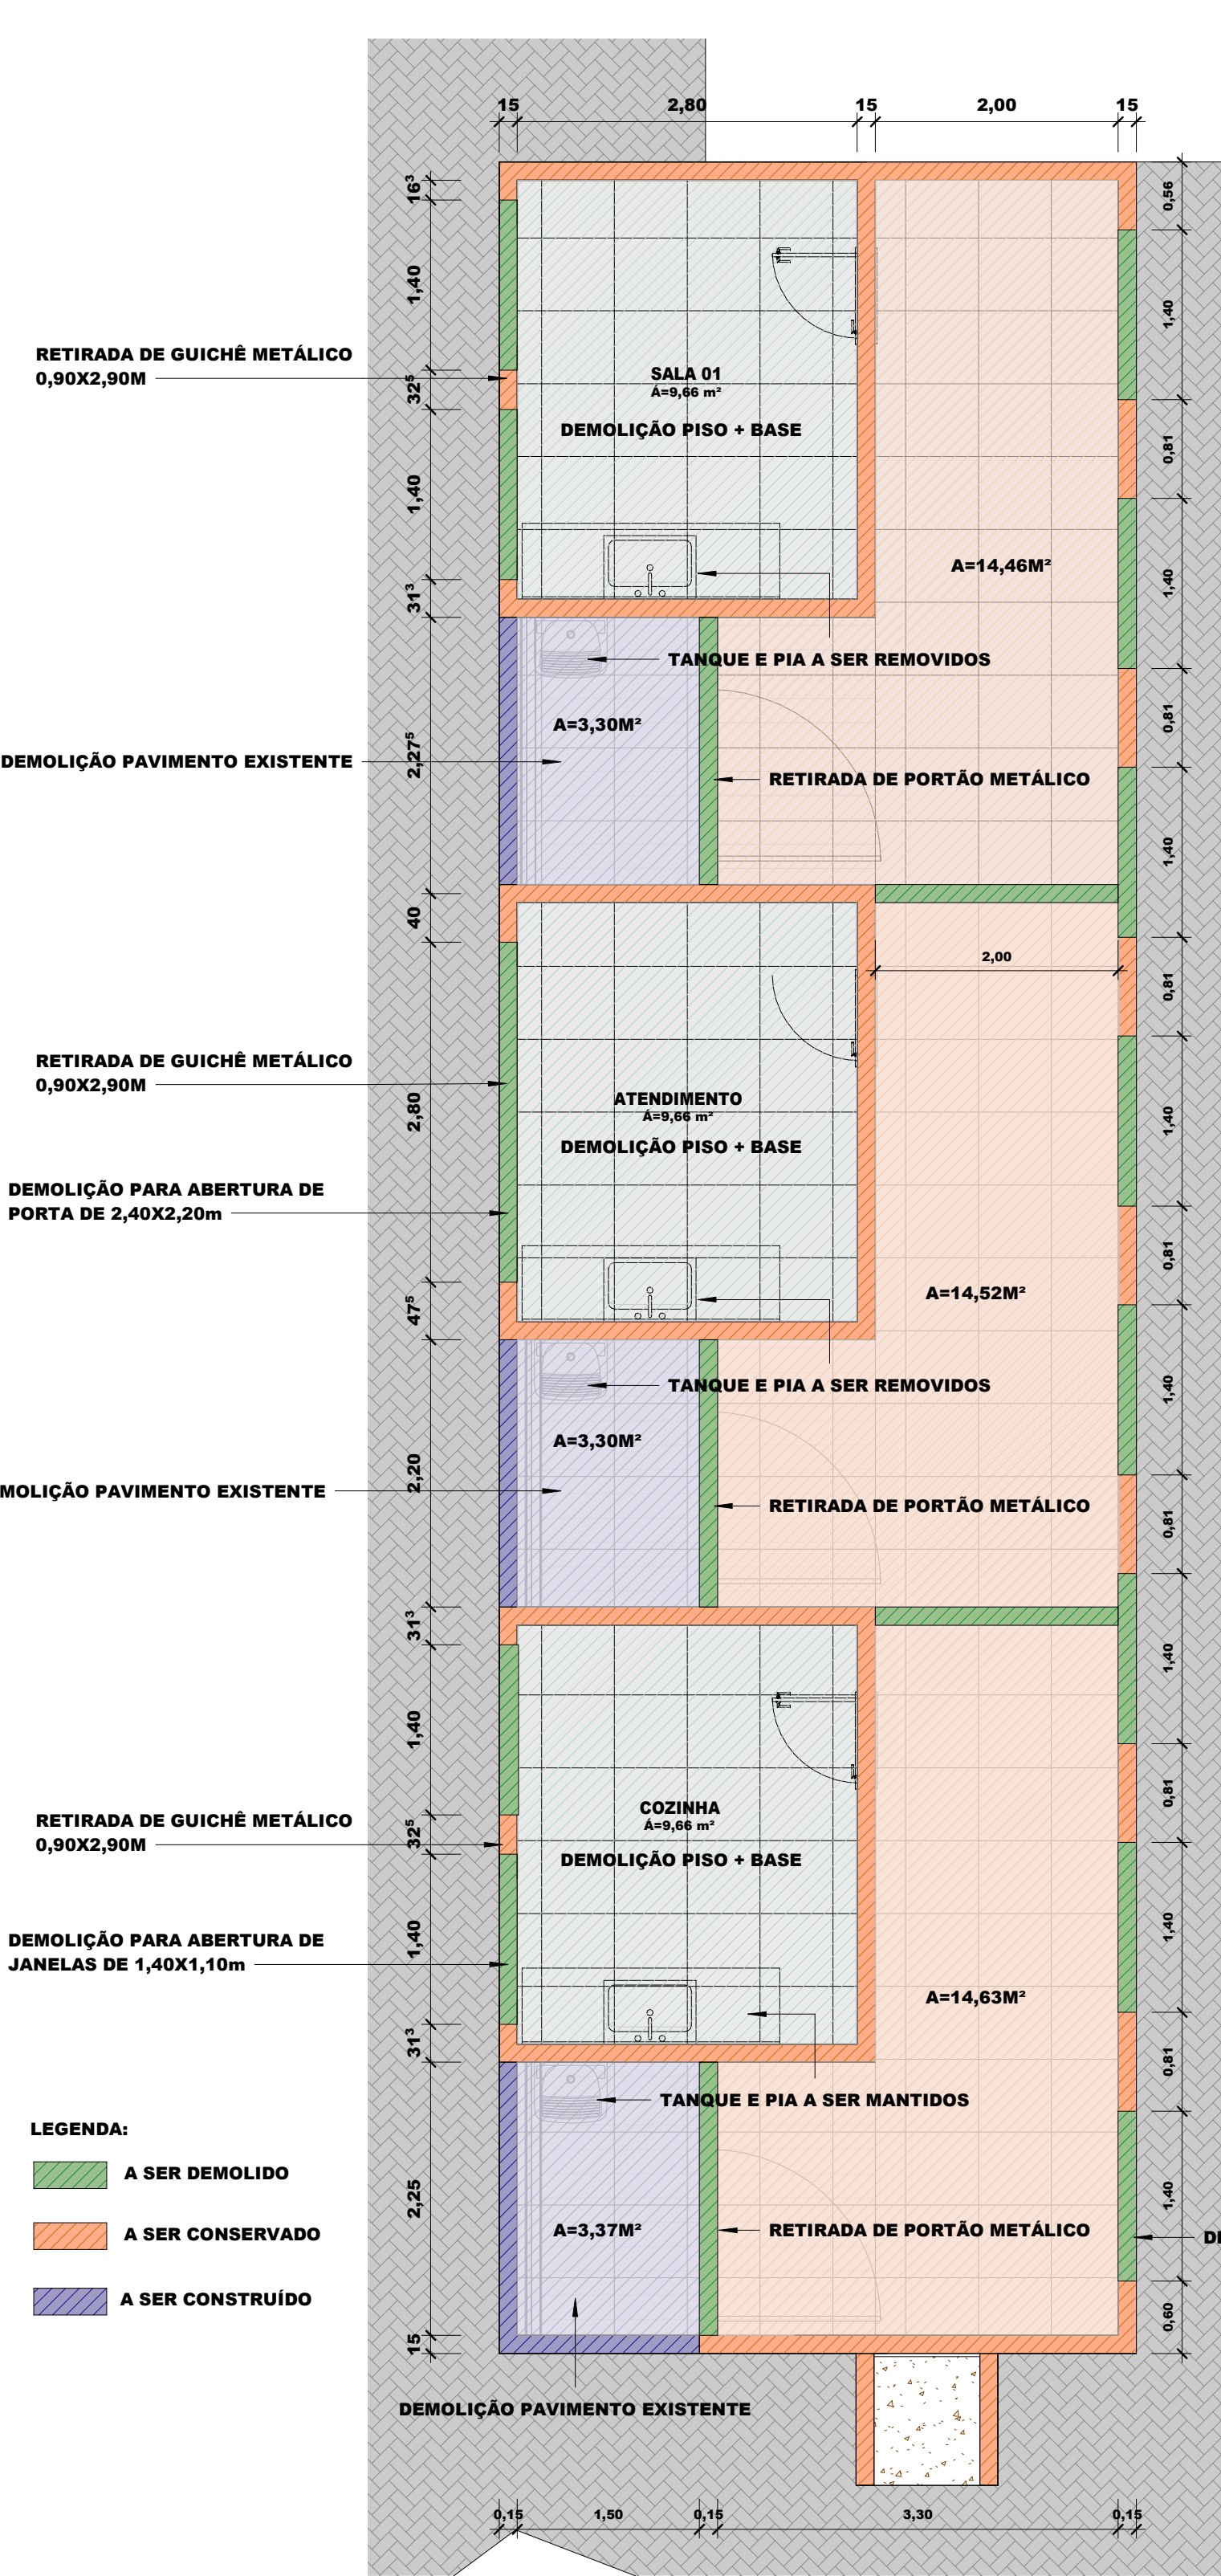 15 2,80 15 2,00 15
16³
0,56
1,40
1,40
RETIRADA DE GUICHÊ METÁLICO
0,90X2,90M
32⁵
SALA 01
Á=9,66 m²
DEMOLIÇÃO PISO + BASE
0,81
1,40
A=14,46M²
1,40
31³
TANQUE E PIA A SER REMOVIDOS
A=3,30M²
0,81
DEMOLIÇÃO PAVIMENTO EXISTENTE
2,27⁵
RETIRADA DE PORTÃO METÁLICO
1,40
40
2,00
0,81
RETIRADA DE GUICHÊ METÁLICO
0,90X2,90M
2,80
ATENDIMENTO
Á=9,66 m²
DEMOLIÇÃO PISO + BASE
1,40
DEMOLIÇÃO PARA ABERTURA DE
PORTA DE 2,40X2,20m
0,81
47⁵
A=14,52M²
TANQUE E PIA A SER REMOVIDOS
1,40
A=3,30M²
2,20
MOLIÇÃO PAVIMENTO EXISTENTE
RETIRADA DE PORTÃO METÁLICO
0,81
31³
1,40
1,40
COZINHA
Á=9,66 m²
DEMOLIÇÃO PISO + BASE
0,81
RETIRADA DE GUICHÊ METÁLICO
0,90X2,90M
32⁵
1,40
DEMOLIÇÃO PARA ABERTURA DE
JANELAS DE 1,40X1,10m
1,40
A=14,63M²
31³
0,81
TANQUE E PIA A SER MANTIDOS
LEGENDA:
A SER DEMOLIDO
A SER CONSERVADO
A SER CONSTRUÍDO
2,25
1,40
A=3,37M²
RETIRADA DE PORTÃO METÁLICO
0,60
15
DEMOLIÇÃO PAVIMENTO EXISTENTE
0,15 1,50 0,15 3,30 0,15